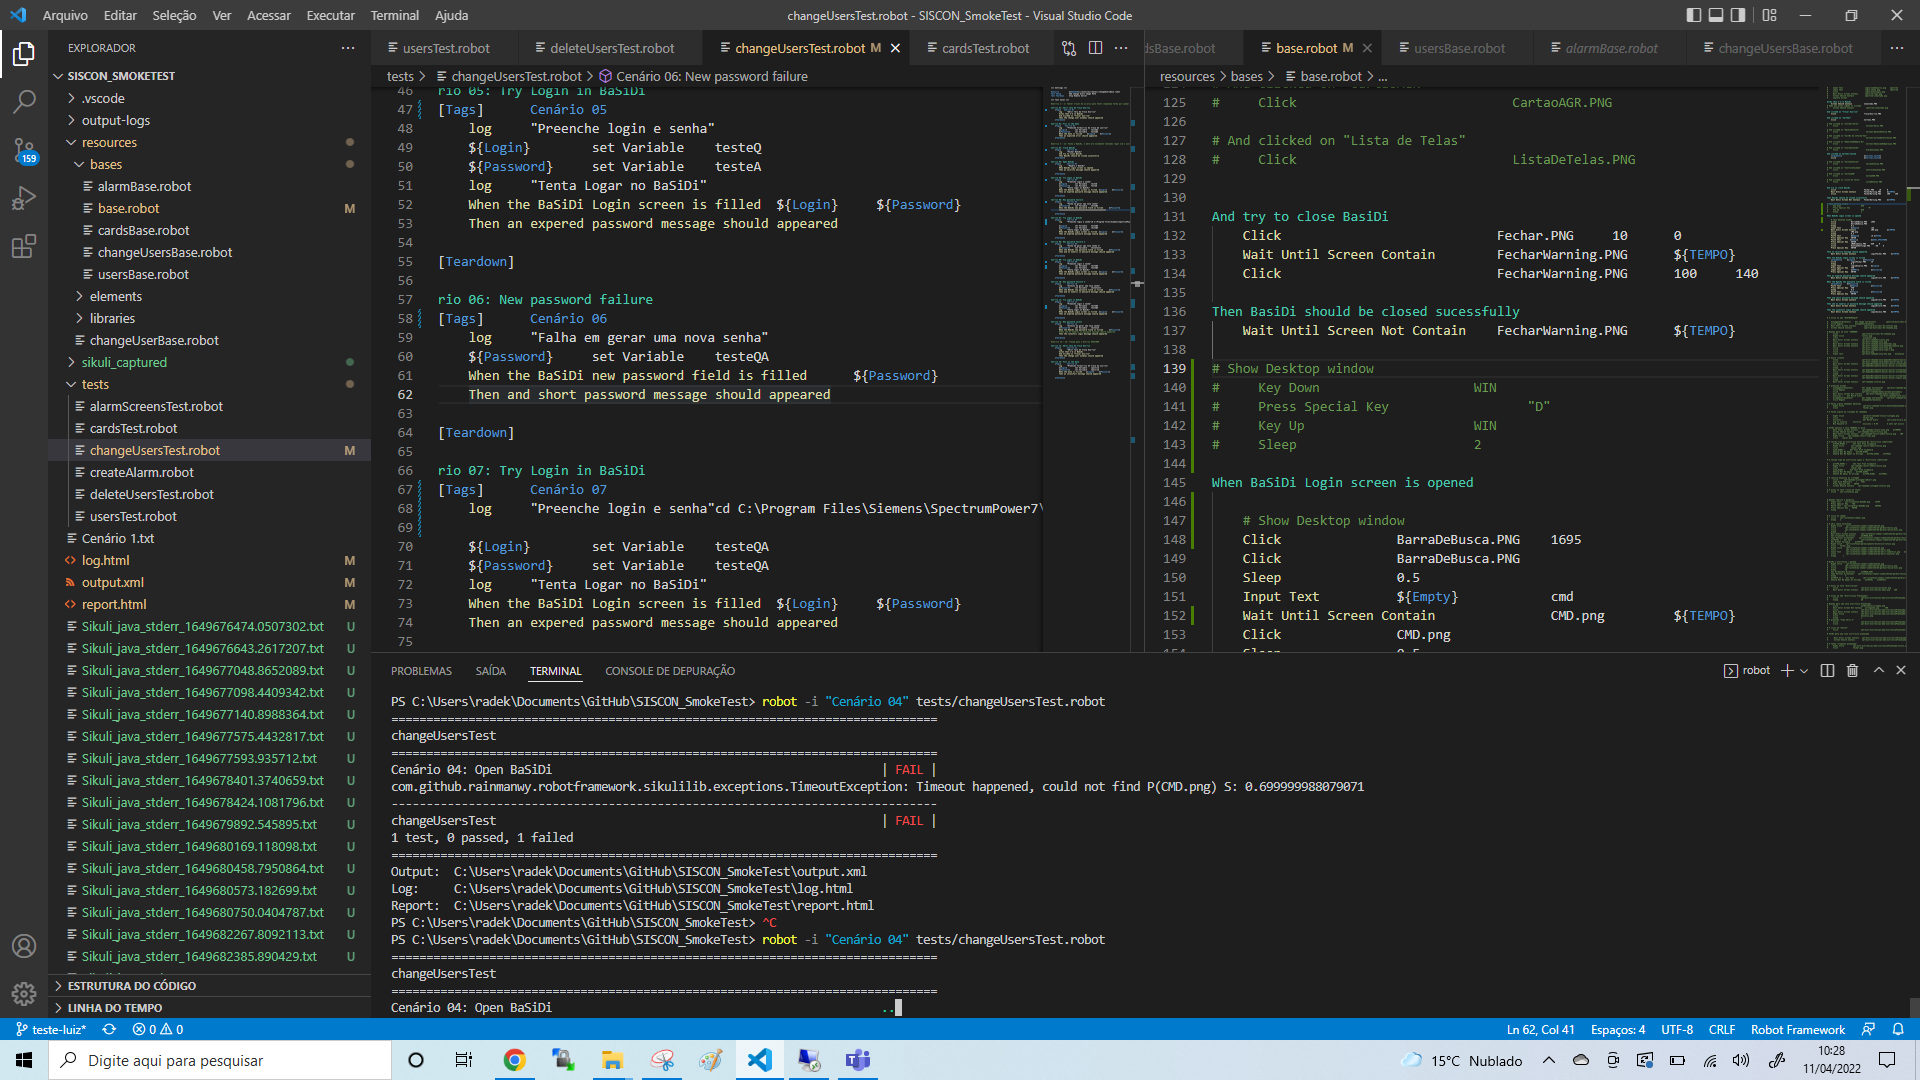 Arquivo Editar Seleção Ver Acessar Executar Terminal Ajuda
changeUsersTest.robot - SISCON_SmokeTest - Visual Studio Code
EXPLORADOR
SISCON_SMOKETEST
.vscode
output-logs
resources
bases
alarmBase.robot
base.robot M
cardsBase.robot
changeUsersBase.robot
usersBase.robot
elements
libraries
changeUserBase.robot
sikuli_captured
tests
alarmScreensTest.robot
cardsTest.robot
changeUsersTest.robot M
createAlarm.robot
deleteUsersTest.robot
usersTest.robot
Cenário 1.txt
log.html M
output.xml M
report.html M
Sikuli_java_stderr_1649676474.0507302.txt U
Sikuli_java_stderr_1649676643.2617207.txt U
Sikuli_java_stderr_1649677048.8652089.txt U
Sikuli_java_stderr_1649677098.4409342.txt U
Sikuli_java_stderr_1649677140.8988364.txt U
Sikuli_java_stderr_1649677575.4432817.txt U
Sikuli_java_stderr_1649677593.935712.txt U
Sikuli_java_stderr_1649678401.3740659.txt U
Sikuli_java_stderr_1649678424.1081796.txt U
Sikuli_java_stderr_1649679892.545895.txt U
Sikuli_java_stderr_1649680169.118098.txt U
Sikuli_java_stderr_1649680458.7950864.txt U
Sikuli_java_stderr_1649680573.182699.txt U
Sikuli_java_stderr_1649680750.0404787.txt U
Sikuli_java_stderr_1649682267.8092113.txt U
Sikuli_java_stderr_1649682385.890429.txt U
ESTRUTURA DO CÓDIGO
LINHA DO TEMPO
159
usersTest.robot deleteUsersTest.robot changeUsersTest.robot M cardsTest.robot
tests > changeUsersTest.robot > Cenário 06: New password failure
46 rio 05: Try Login in BaSiDi
47 [Tags] Cenário 05
48 log "Preenche login e senha"
49 ${Login} set Variable testeQ
50 ${Password} set Variable testeA
51 log "Tenta Logar no BaSiDi"
52 When the BaSiDi Login screen is filled ${Login} ${Password}
53 Then an expered password message should appeared
54
55 [Teardown]
56
57 rio 06: New password failure
58 [Tags] Cenário 06
59 log "Falha em gerar uma nova senha"
60 ${Password} set Variable testeQA
61 When the BaSiDi new password field is filled ${Password}
62 Then and short password message should appeared
63
64 [Teardown]
65
66 rio 07: Try Login in BaSiDi
67 [Tags] Cenário 07
68 log "Preenche login e senha"cd C:\Program Files\Siemens\SpectrumPower7\
69
70 ${Login} set Variable testeQA
71 ${Password} set Variable testeQA
72 log "Tenta Logar no BaSiDi"
73 When the BaSiDi Login screen is filled ${Login} ${Password}
74 Then an expered password message should appeared
75
dsBase.robot base.robot M usersBase.robot alarmBase.robot changeUsersBase.robot
resources > bases > base.robot > ...
125 # Click CartaoAGR.PNG
126
127 # And clicked on "Lista de Telas"
128 # Click ListaDeTelas.PNG
129
130
131 And try to close BasiDi
132 Click Fechar.PNG 10 0
133 Wait Until Screen Contain FecharWarning.PNG ${TEMPO}
134 Click FecharWarning.PNG 100 140
135
136 Then BasiDi should be closed sucessfully
137 Wait Until Screen Not Contain FecharWarning.PNG ${TEMPO}
138
139 # Show Desktop window
140 # Key Down WIN
141 # Press Special Key "D"
142 # Key Up WIN
143 # Sleep 2
144
145 When BaSiDi Login screen is opened
146
147 # Show Desktop window
148 Click BarraDeBusca.PNG 1695
149 Click BarraDeBusca.PNG
150 Sleep 0.5
151 Input Text ${Empty} cmd
152 Wait Until Screen Contain CMD.png ${TEMPO}
153 Click CMD.png
PROBLEMAS SAÍDA TERMINAL CONSOLE DE DEPURAÇÃO
robot
PS C:\Users\radek\Documents\GitHub\SISCON_SmokeTest> robot -i "Cenário 04" tests/changeUsersTest.robot
==============================================================================
changeUsersTest
==============================================================================
Cenário 04: Open BaSiDi | FAIL |
com.github.rainmanwy.robotframework.sikulilib.exceptions.TimeoutException: Timeout happened, could not find P(CMD.png) S: 0.699999988079071
------------------------------------------------------------------------------
changeUsersTest | FAIL |
1 test, 0 passed, 1 failed
==============================================================================
Output: C:\Users\radek\Documents\GitHub\SISCON_SmokeTest\output.xml
Log: C:\Users\radek\Documents\GitHub\SISCON_SmokeTest\log.html
Report: C:\Users\radek\Documents\GitHub\SISCON_SmokeTest\report.html
PS C:\Users\radek\Documents\GitHub\SISCON_SmokeTest> ^C
PS C:\Users\radek\Documents\GitHub\SISCON_SmokeTest> robot -i "Cenário 04" tests/changeUsersTest.robot
==============================================================================
changeUsersTest
==============================================================================
Cenário 04: Open BaSiDi ..
teste-luiz* 0 0
Ln 62, Col 41 Espaços: 4 UTF-8 CRLF Robot Framework
Digite aqui para pesquisar
15°C Nublado
10:28
11/04/2022